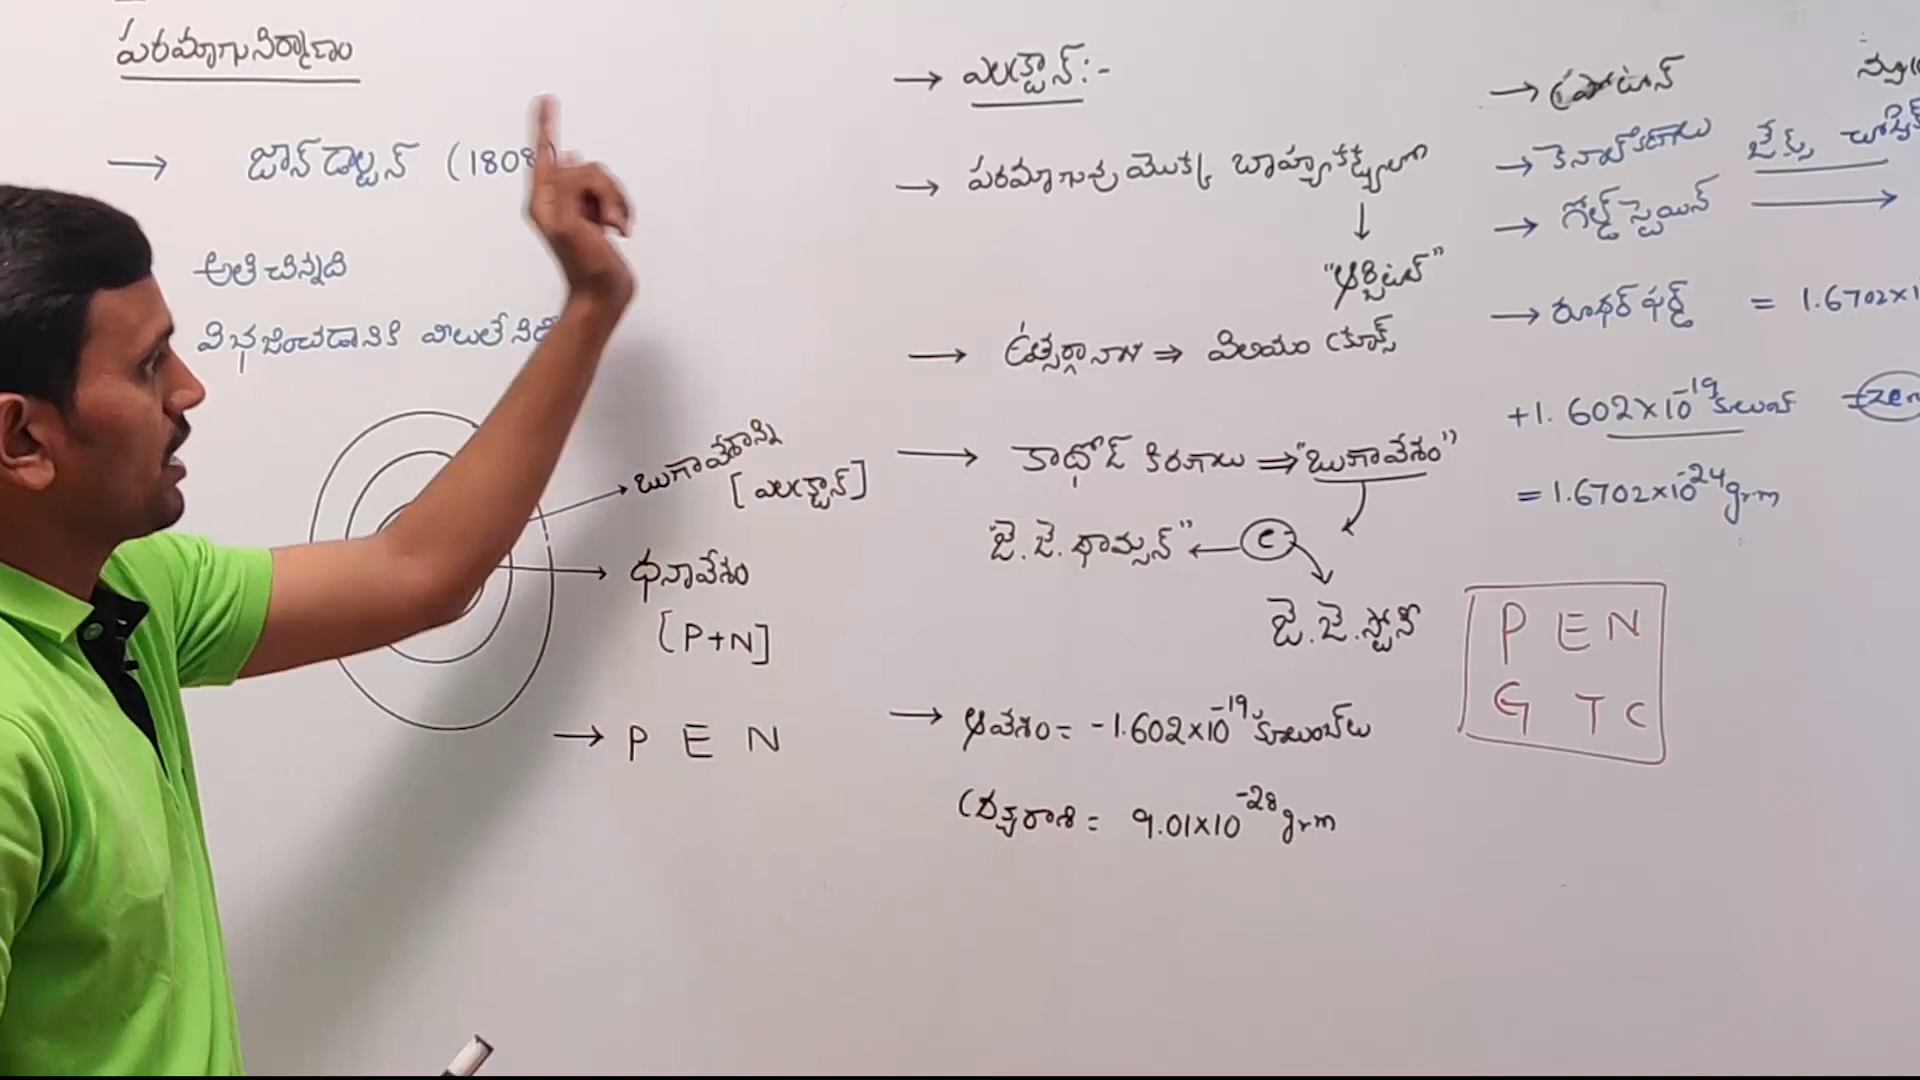 పరమాణు నిర్మాణం
→ జాన్ డాల్టన్ (1808)
అతి చిన్నది
విభజించడానికి వీలులేనిది
ఋణావేశాన్ని
[ఎలక్ట్రాన్]
ధనావేశం
[P+N]
→ P E N
→ ఎలక్ట్రాన్:-
→ పరమాణువు యొక్క బాహ్యకక్ష్యలో
↓
"ఆర్బిటాల్"
→ ఉత్సర్గనాళ ⇒ విలియం క్రూక్స్
→ కాథోడ్ కిరణాలు ⇒ "ఋణావేశం"
జె. జె. థామ్సన్" ← e
జె. జె. స్టోనీ
→ ఆవేశం = -1.602×10⁻¹⁹ కూలుంబ్‌లు
ద్రవ్యరాశి = 9.01×10⁻²⁸ grm
→ ప్రోటాన్
→ కెనాల్ కిరణాలు
→ గోల్డ్ స్టెయిన్ →
→ రూథర్ ఫర్డ్ = 1.6702×1
+1.602×10⁻¹⁹ కూలుంబ్
= 1.6702×10⁻²⁴ grm
P E N
G T C